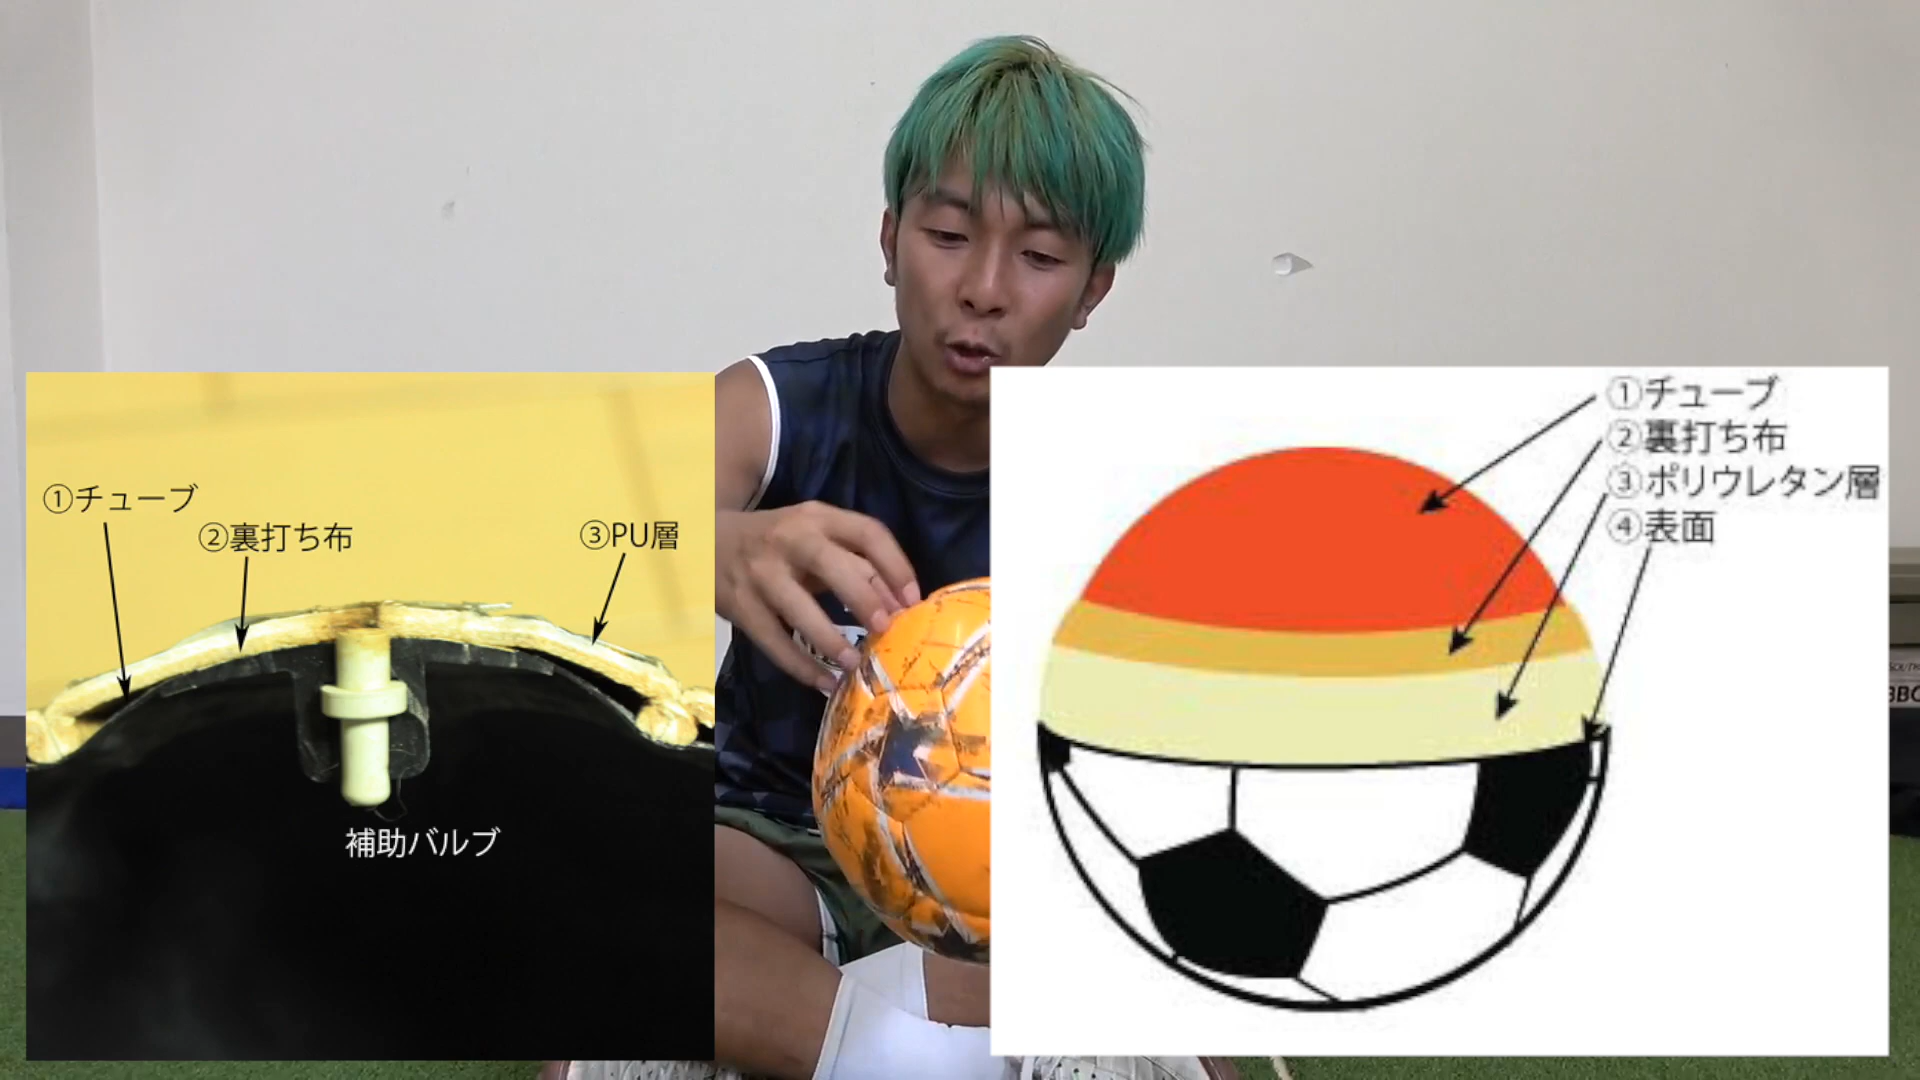 ①チューブ
②裏打ち布
③PU層
補助バルブ
①チューブ
②裏打ち布
③ポリウレタン層
④表面